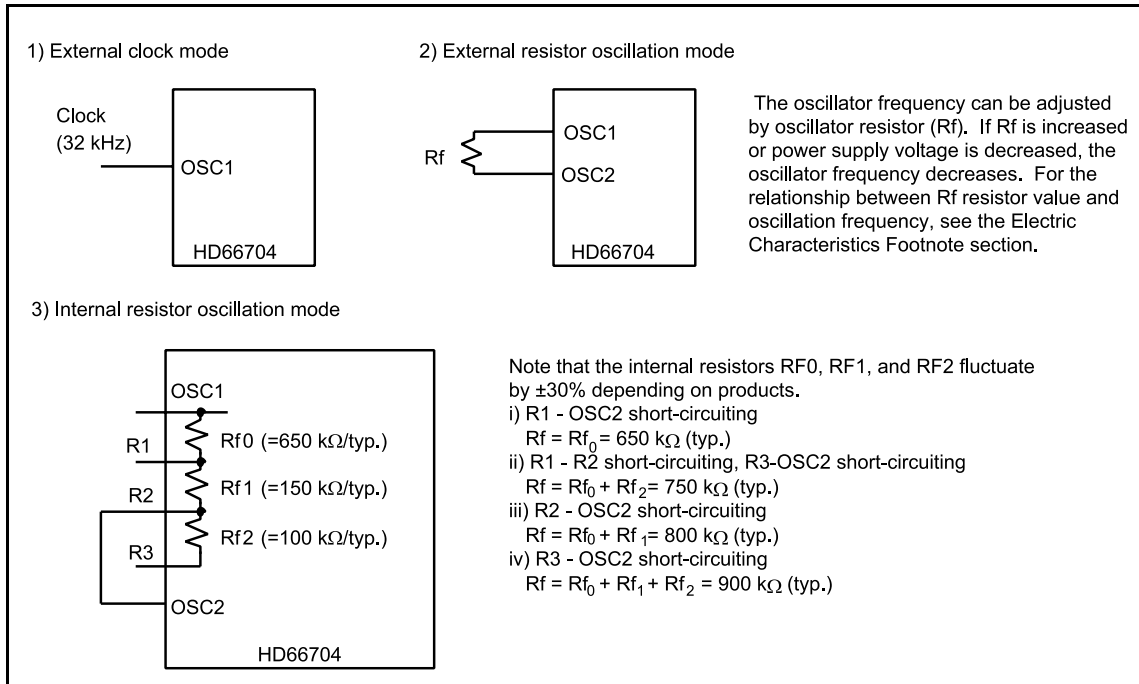 1) External clock mode
Clock
(32 kHz)
OSC1
HD66704
2) External resistor oscillation mode
Rf
OSC1
OSC2
HD66704
The oscillator frequency can be adjusted
by oscillator resistor (Rf). If Rf is increased
or power supply voltage is decreased, the
oscillator frequency decreases. For the
relationship between Rf resistor value and
oscillation frequency, see the Electric
Characteristics Footnote section.
3) Internal resistor oscillation mode
OSC1
Rf0 (=650 kΩ/typ.)
R1
Rf1 (=150 kΩ/typ.)
R2
Rf2 (=100 kΩ/typ.)
R3
OSC2
HD66704
Note that the internal resistors RF0, RF1, and RF2 fluctuate
by ±30% depending on products.
i) R1 - OSC2 short-circuiting
Rf = Rf₀ = 650 kΩ (typ.)
ii) R1 - R2 short-circuiting, R3-OSC2 short-circuiting
Rf = Rf₀ + Rf₂= 750 kΩ (typ.)
iii) R2 - OSC2 short-circuiting
Rf = Rf₀ + Rf ₁= 800 kΩ (typ.)
iv) R3 - OSC2 short-circuiting
Rf = Rf₀ + Rf₁ + Rf₂ = 900 kΩ (typ.)